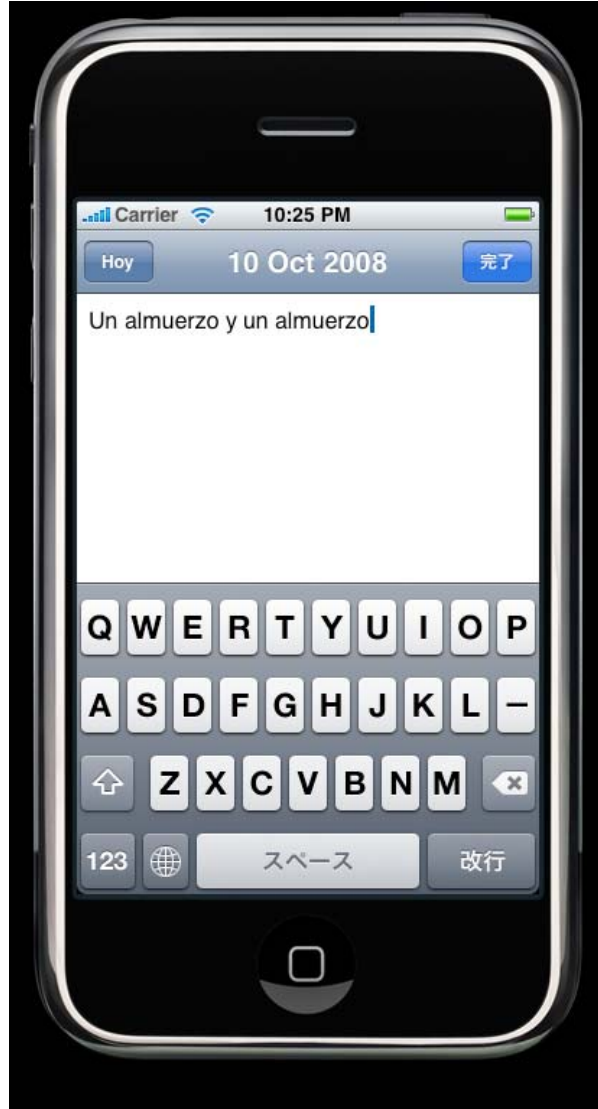 Carrier 10:25 PM
Hoy 10 Oct 2008 完了
Un almuerzo y un almuerzo
Q W E R T Y U I O P
A S D F G H J K L ー
Z X C V B N M
123 スペース 改行